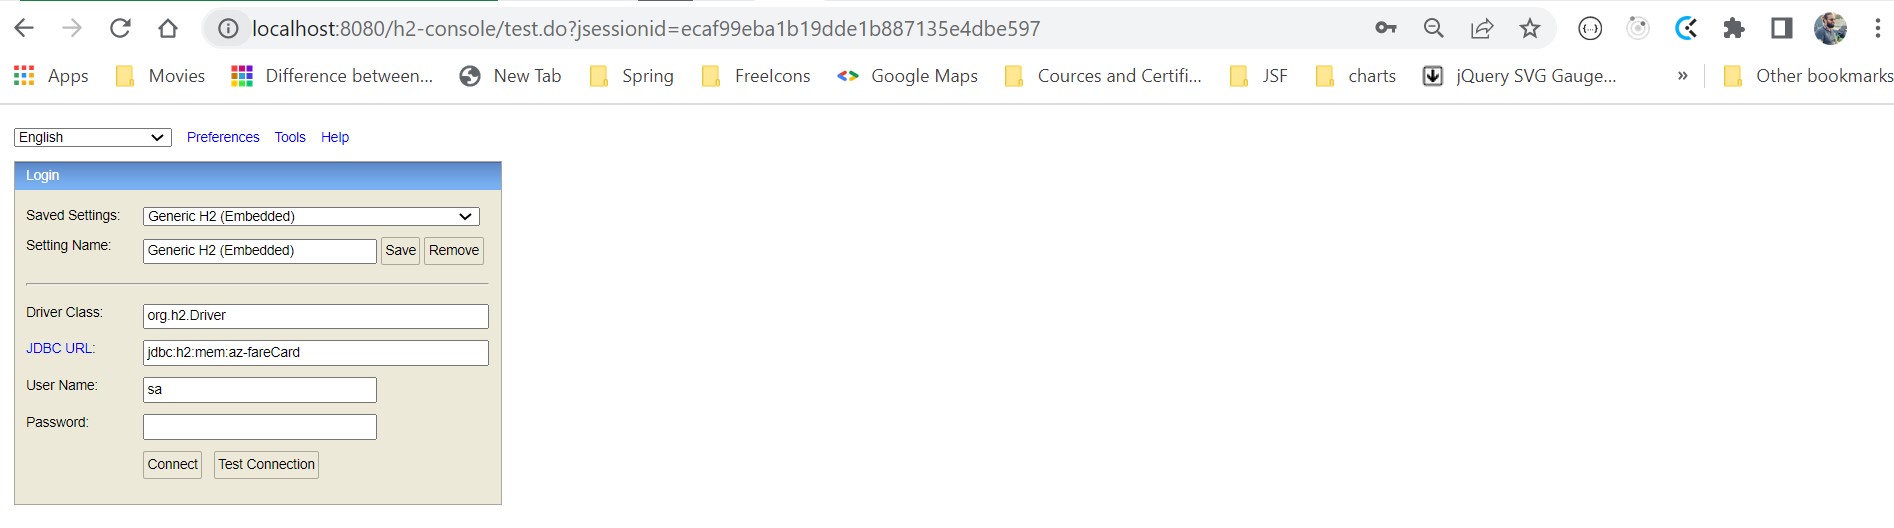 localhost:8080/h2-console/test.do?jsessionid=ecaf99eba1b19dde1b887135e4dbe597
Apps Movies Difference between... New Tab Spring FreeIcons Google Maps Cources and Certifi... JSF charts jQuery SVG Gauge... » Other bookmarks
English Preferences Tools Help
Login
Saved Settings: Generic H2 (Embedded)
Setting Name: Generic H2 (Embedded) Save Remove
Driver Class: org.h2.Driver
JDBC URL: jdbc:h2:mem:az-fareCard
User Name: sa
Password:
Connect Test Connection